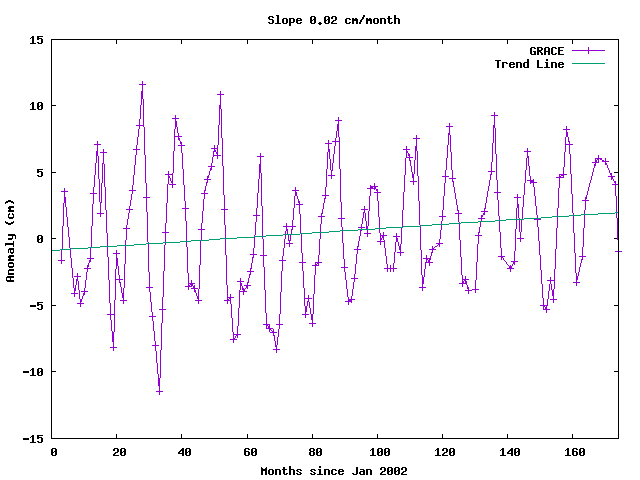 Slope 0.02 cm/month
GRACE
Trend Line
15
10
5
0
-5
-10
-15
Anomaly (cm)
0 20 40 60 80 100 120 140 160
Months since Jan 2002